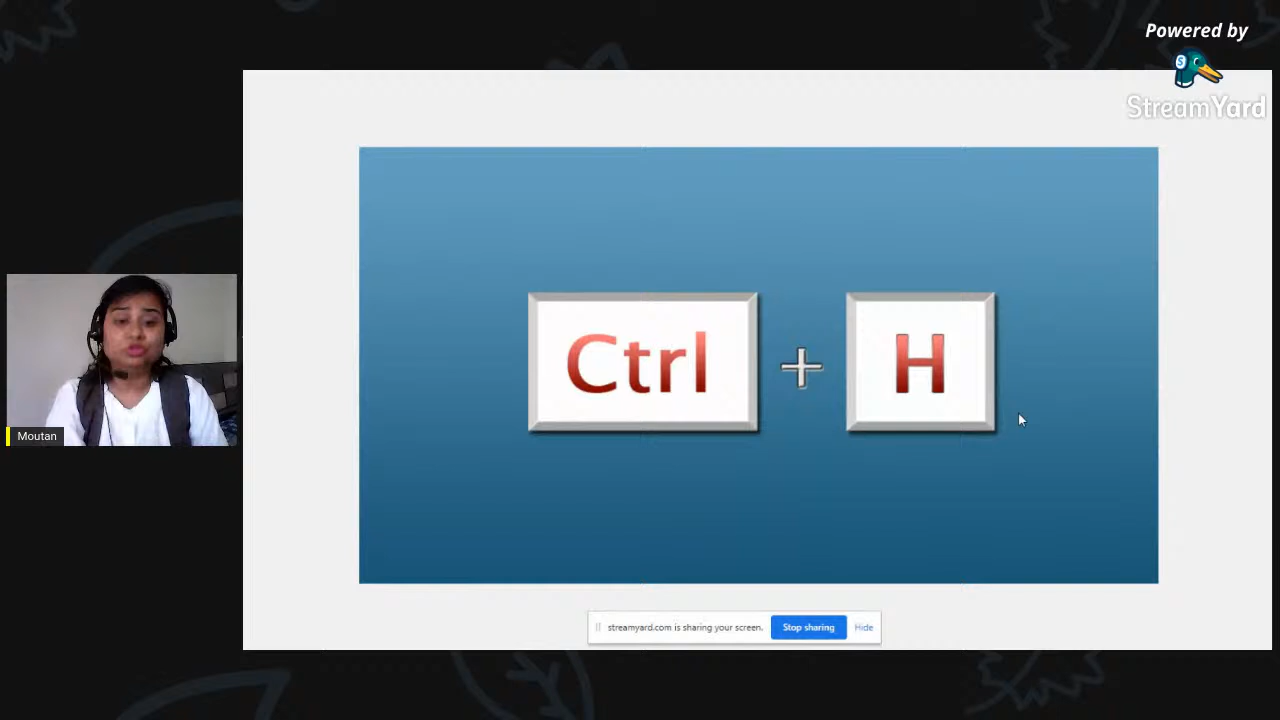 Powered by
StreamYard
Ctrl + H
Moutan
streamyard.com is sharing your screen. Stop sharing Hide